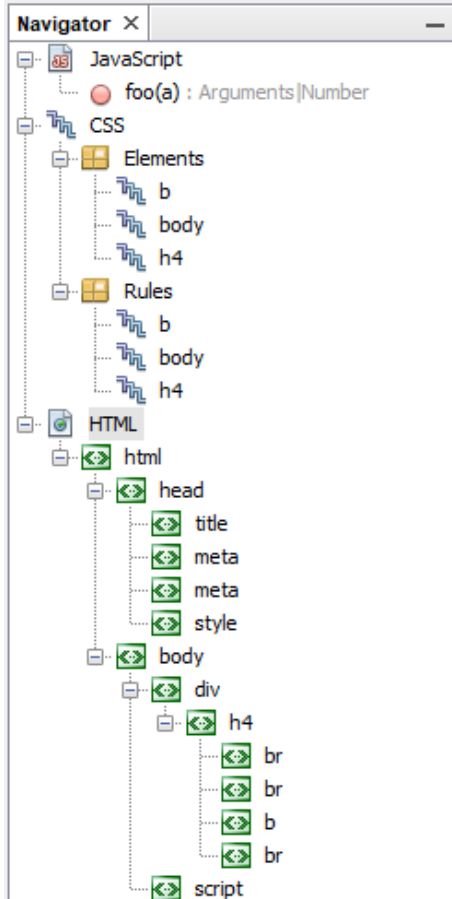 Navigator ×
JavaScript
foo(a) : Arguments|Number
CSS
Elements
b
body
h4
Rules
b
body
h4
HTML
html
head
title
meta
meta
style
body
div
h4
br
br
b
br
script